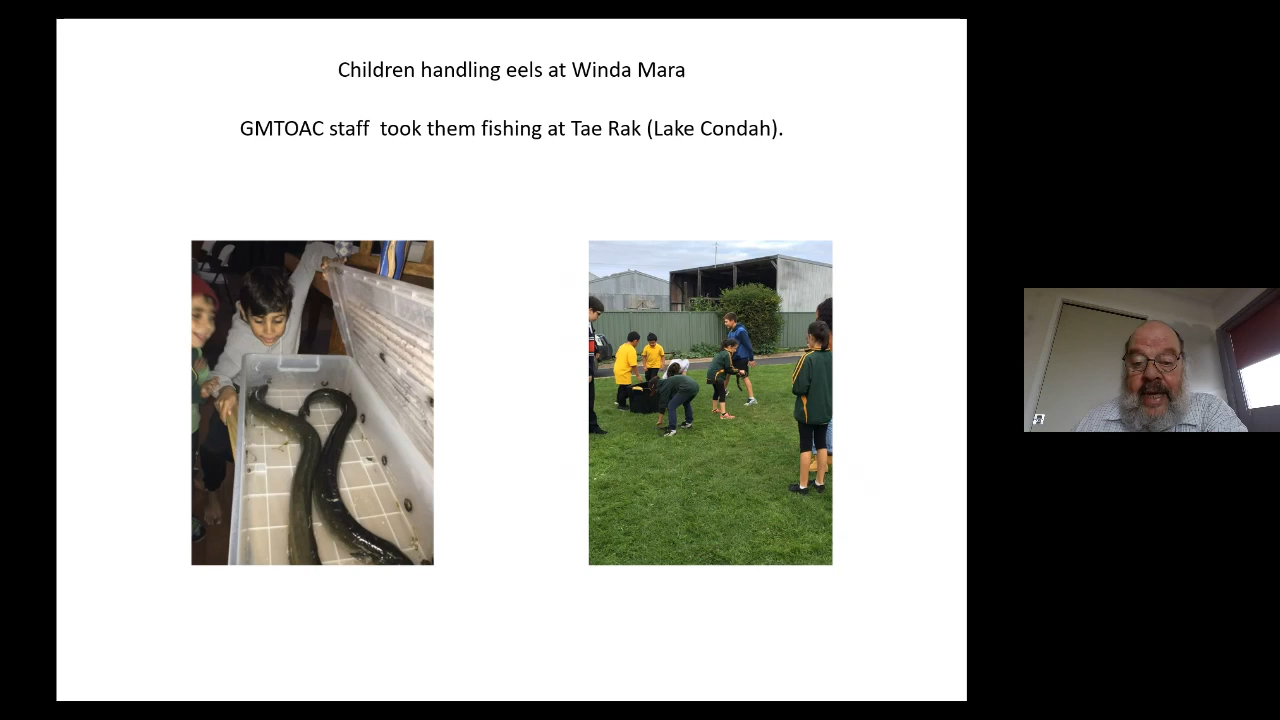 Children handling eels at Winda Mara
GMTOAC staff  took them fishing at Tae Rak (Lake Condah).